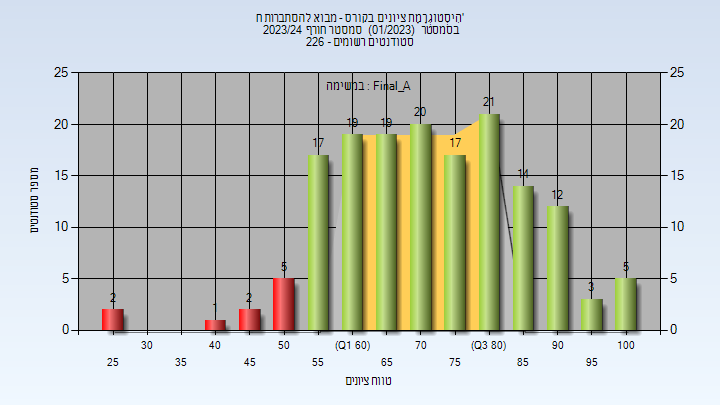 היסטוגרמת ציונים בקורס - מבוא להסתברות ח'
בסמסטר (01/2023) סמסטר חורף 2023/24
סטודנטים רשומים - 226
במשימה : Final_A
25 25
20 20
15 15
10 10
5 5
0 0
מספר סטודנטים
2 1 2 5 17 19 19 20 17 21 14 12 3 5
30 40 50 (Q1 60) 70 (Q3 80) 90 100
25 35 45 55 65 75 85 95
טווח ציונים